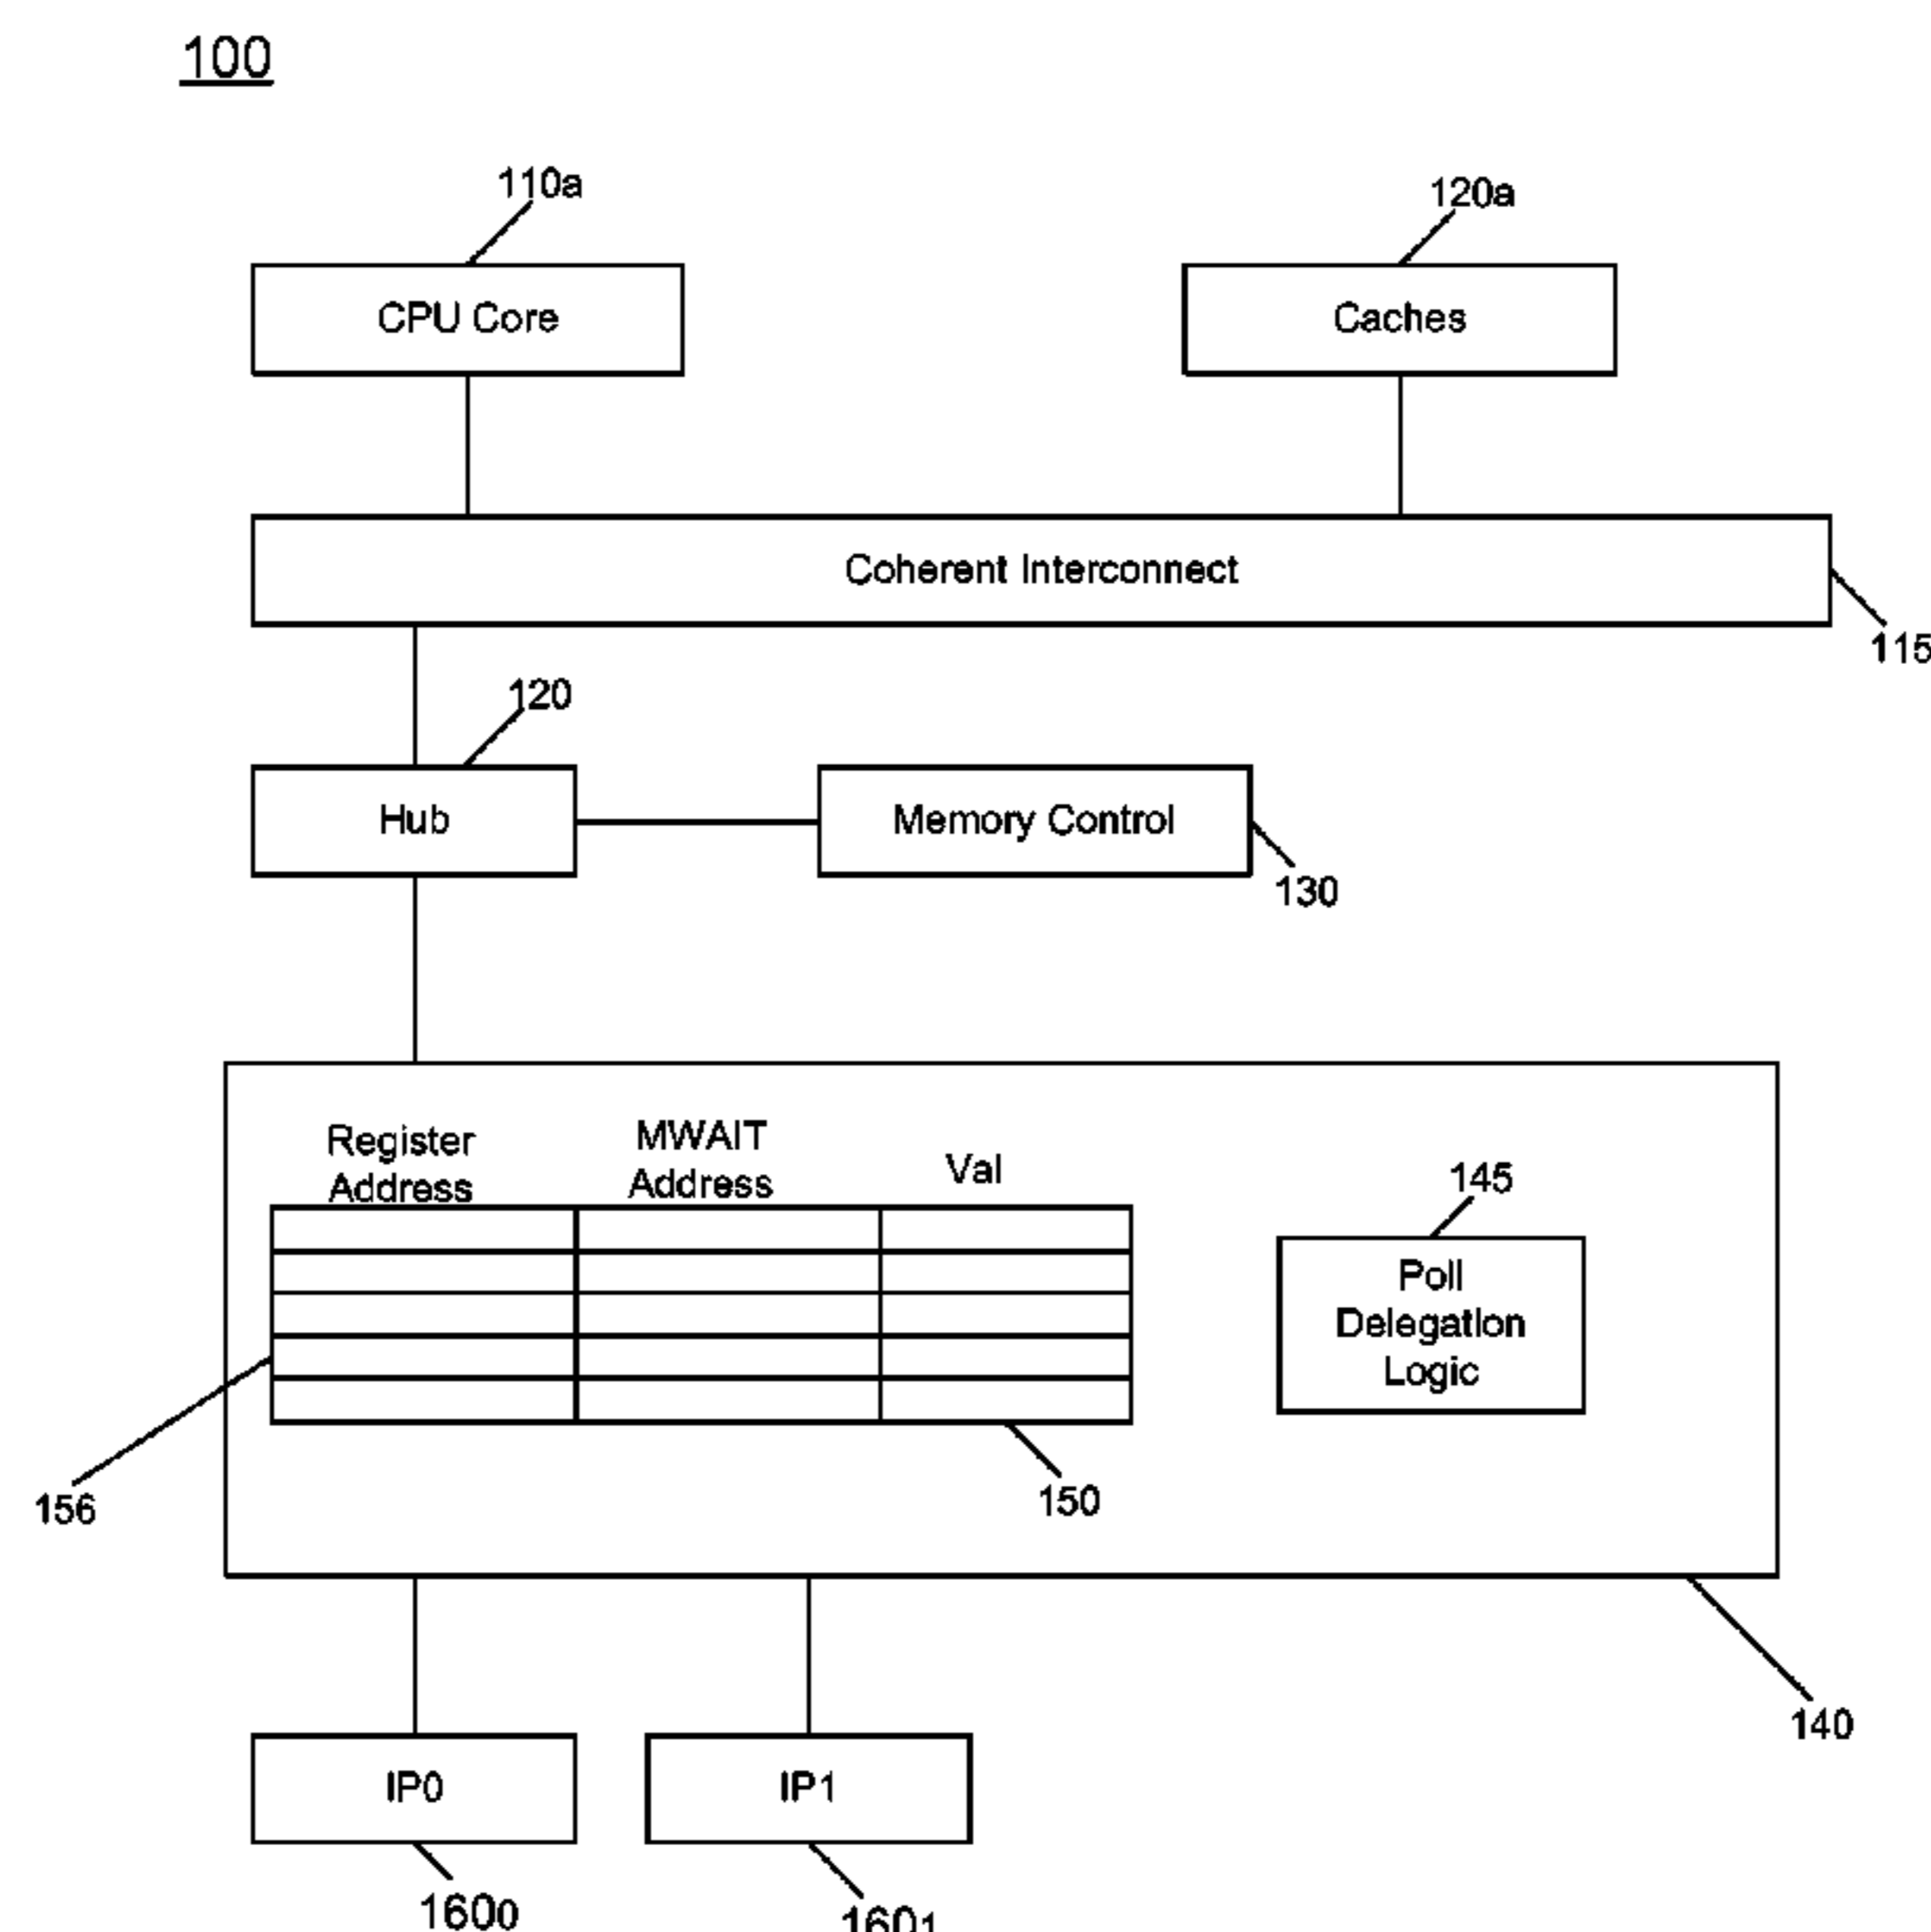 100
110a
120a
CPU Core
Caches
Coherent Interconnect
115
120
Hub
Memory Control
130
Register
Address
MWAIT
Address
Val
145
Poll
Delegation
Logic
156
150
140
IP0
IP1
160₀
160₁